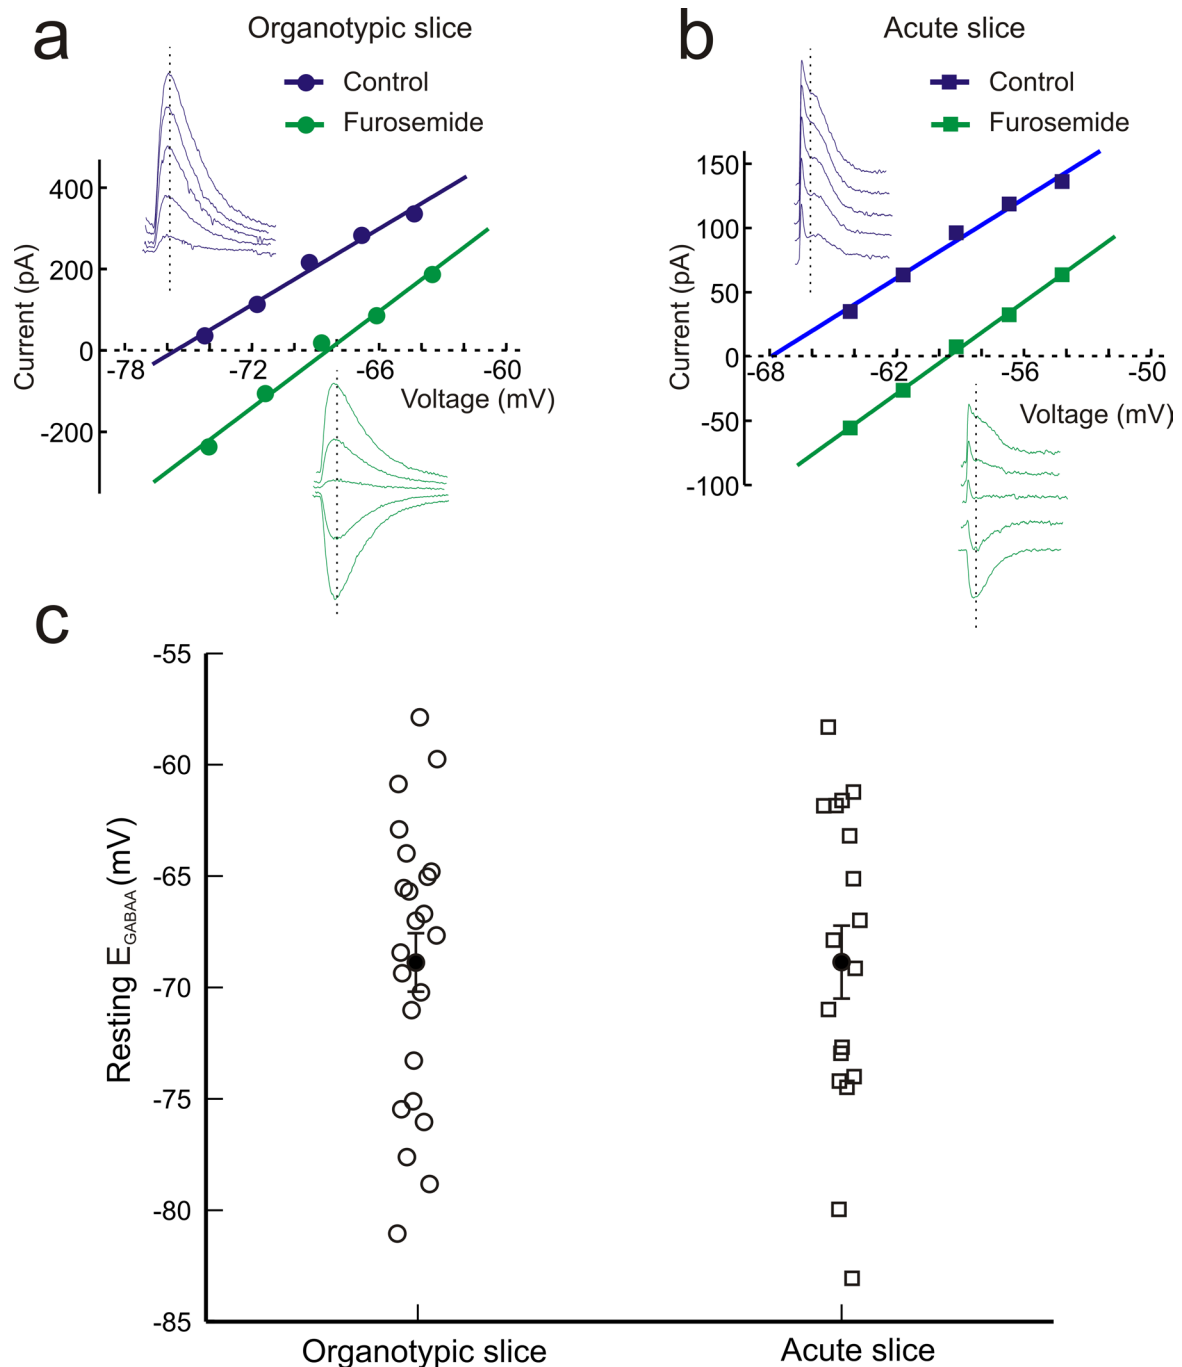 a
Organotypic slice
Control
Furosemide
400
200
0
-200
Current (pA)
-78
-72
-66
-60
Voltage (mV)
b
Acute slice
Control
Furosemide
150
100
50
0
-50
-100
Current (pA)
-68
-62
-56
-50
Voltage (mV)
c
-55
-60
-65
-70
-75
-80
-85
Resting EGABAA (mV)
Organotypic slice
Acute slice